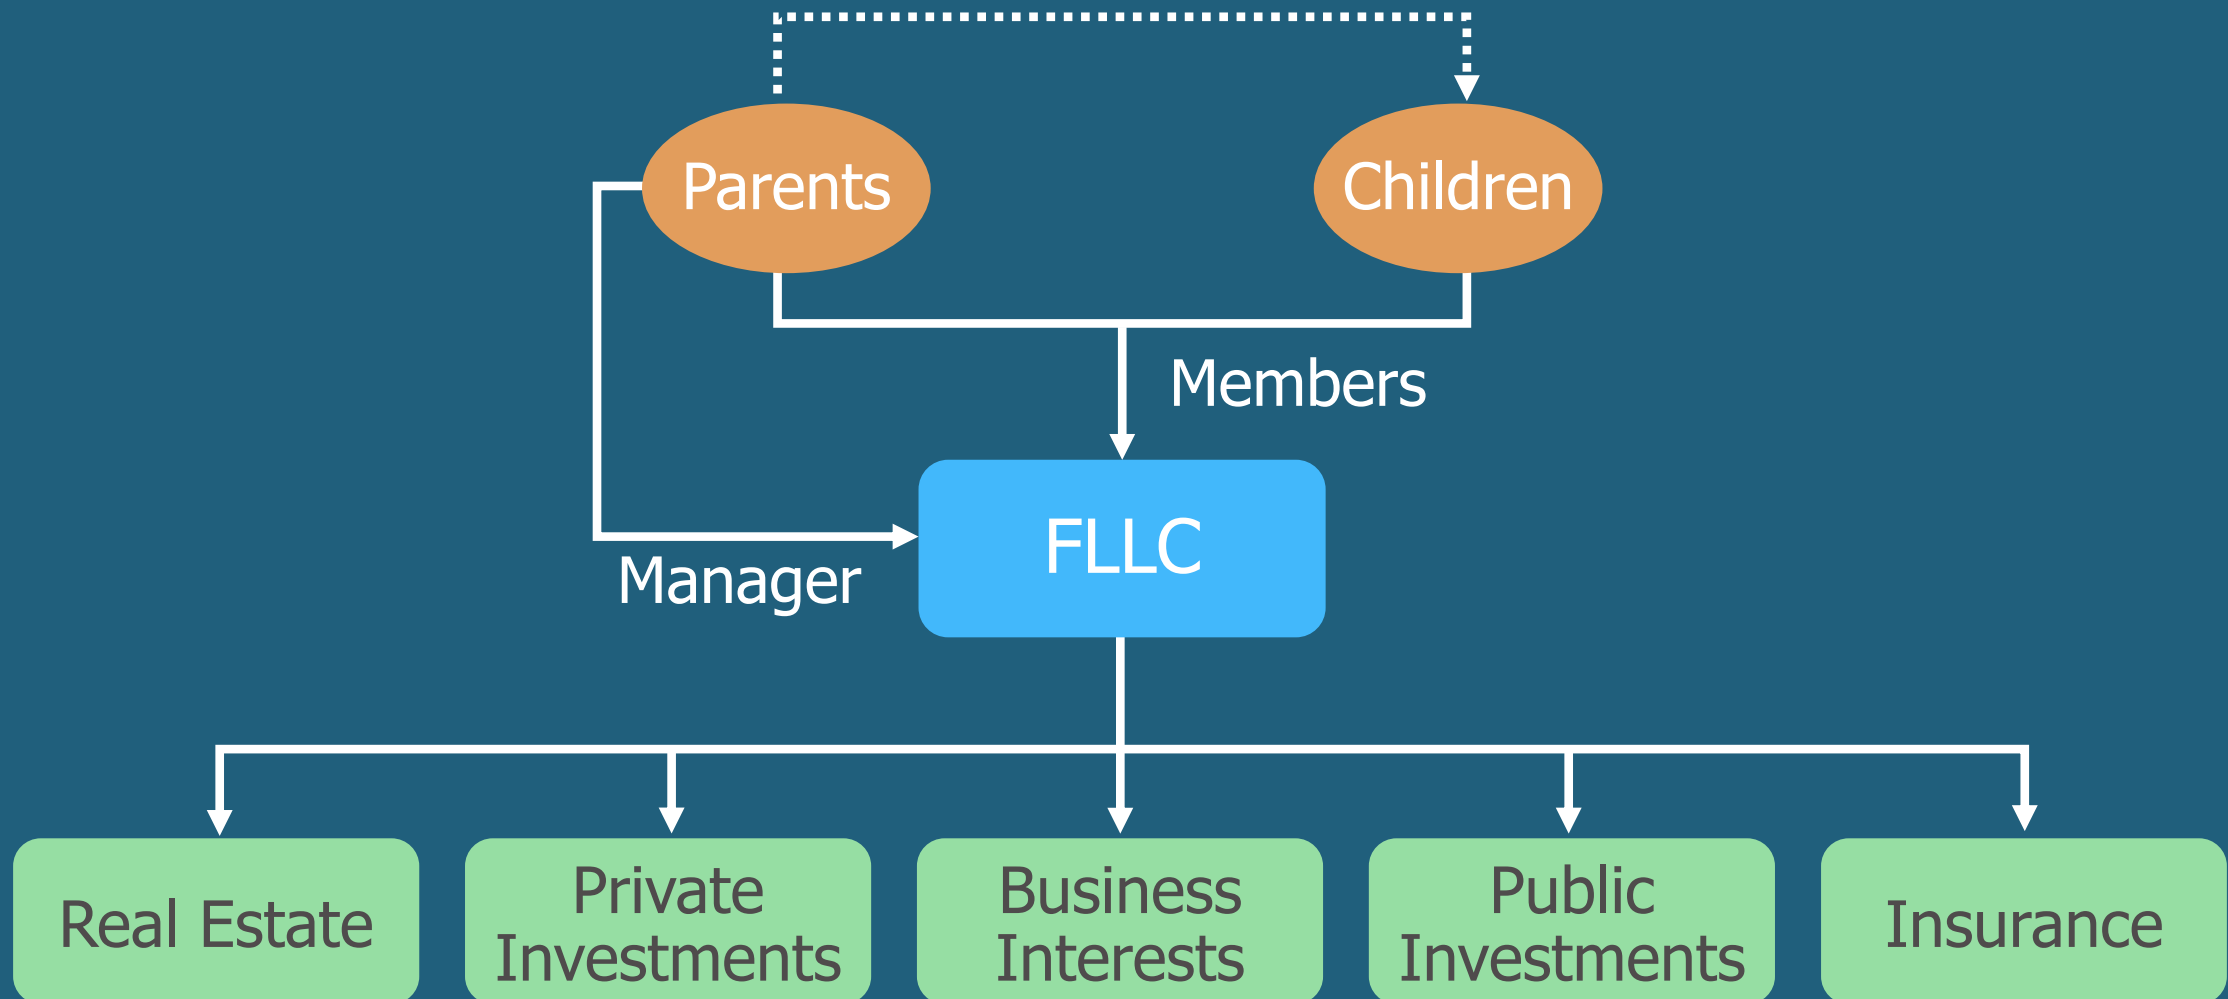 Parents
Children
Members
FLLC
Manager
Real Estate
Private
Investments
Business
Interests
Public
Investments
Insurance